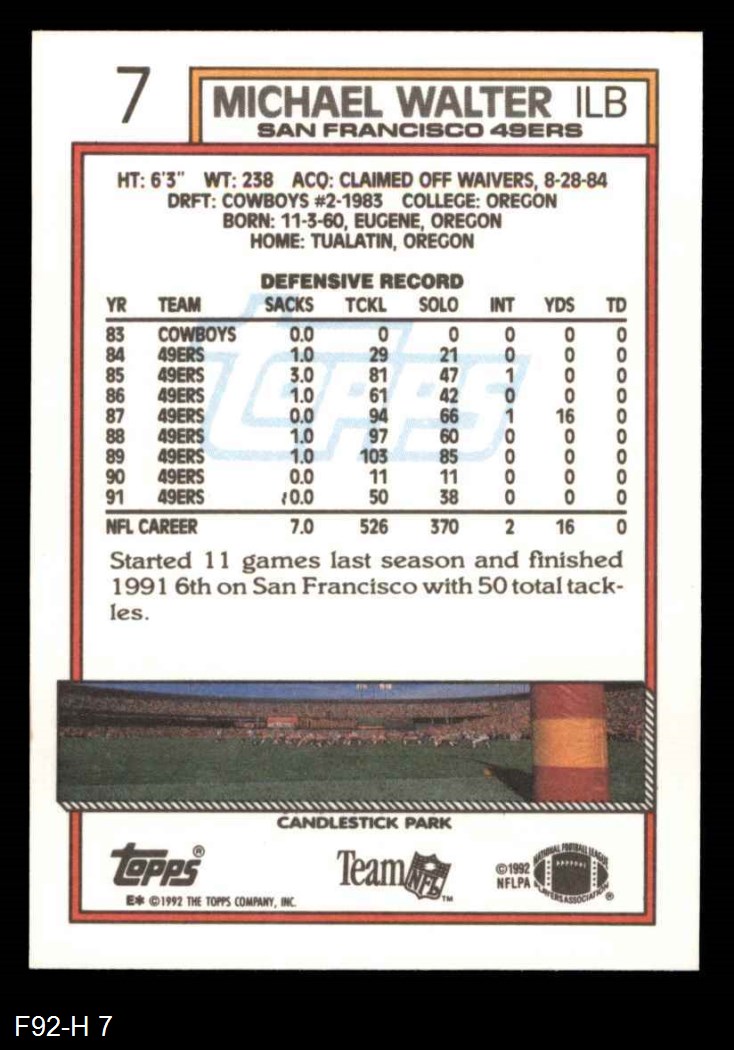 7
MICHAEL WALTER ILB
SAN FRANCISCO 49ERS
HT: 6'3" WT: 238 ACQ: CLAIMED OFF WAIVERS, 8-28-84
DRFT: COWBOYS #2-1983 COLLEGE: OREGON
BORN: 11-3-60, EUGENE, OREGON
HOME: TUALATIN, OREGON
DEFENSIVE RECORD
YR TEAM SACKS TCKL SOLO INT YDS TD
83 COWBOYS 0.0 0 0 0 0 0
84 49ERS 1.0 29 21 0 0 0
85 49ERS 3.0 81 47 1 0 0
86 49ERS 1.0 61 42 0 0 0
87 49ERS 0.0 94 66 1 16 0
88 49ERS 1.0 97 60 0 0 0
89 49ERS 1.0 103 85 0 0 0
90 49ERS 0.0 11 11 0 0 0
91 49ERS 0.0 50 38 0 0 0
NFL CAREER 7.0 526 370 2 16 0
TOPPS
Started 11 games last season and finished
1991 6th on San Francisco with 50 total tack-
les.
CANDLESTICK PARK
TOPPS®
Team NFL™
©1992
NFLPA
NATIONAL FOOTBALL LEAGUE
PLAYERS ASSOCIATION®
E* ©1992 THE TOPPS COMPANY, INC.
F92-H 7